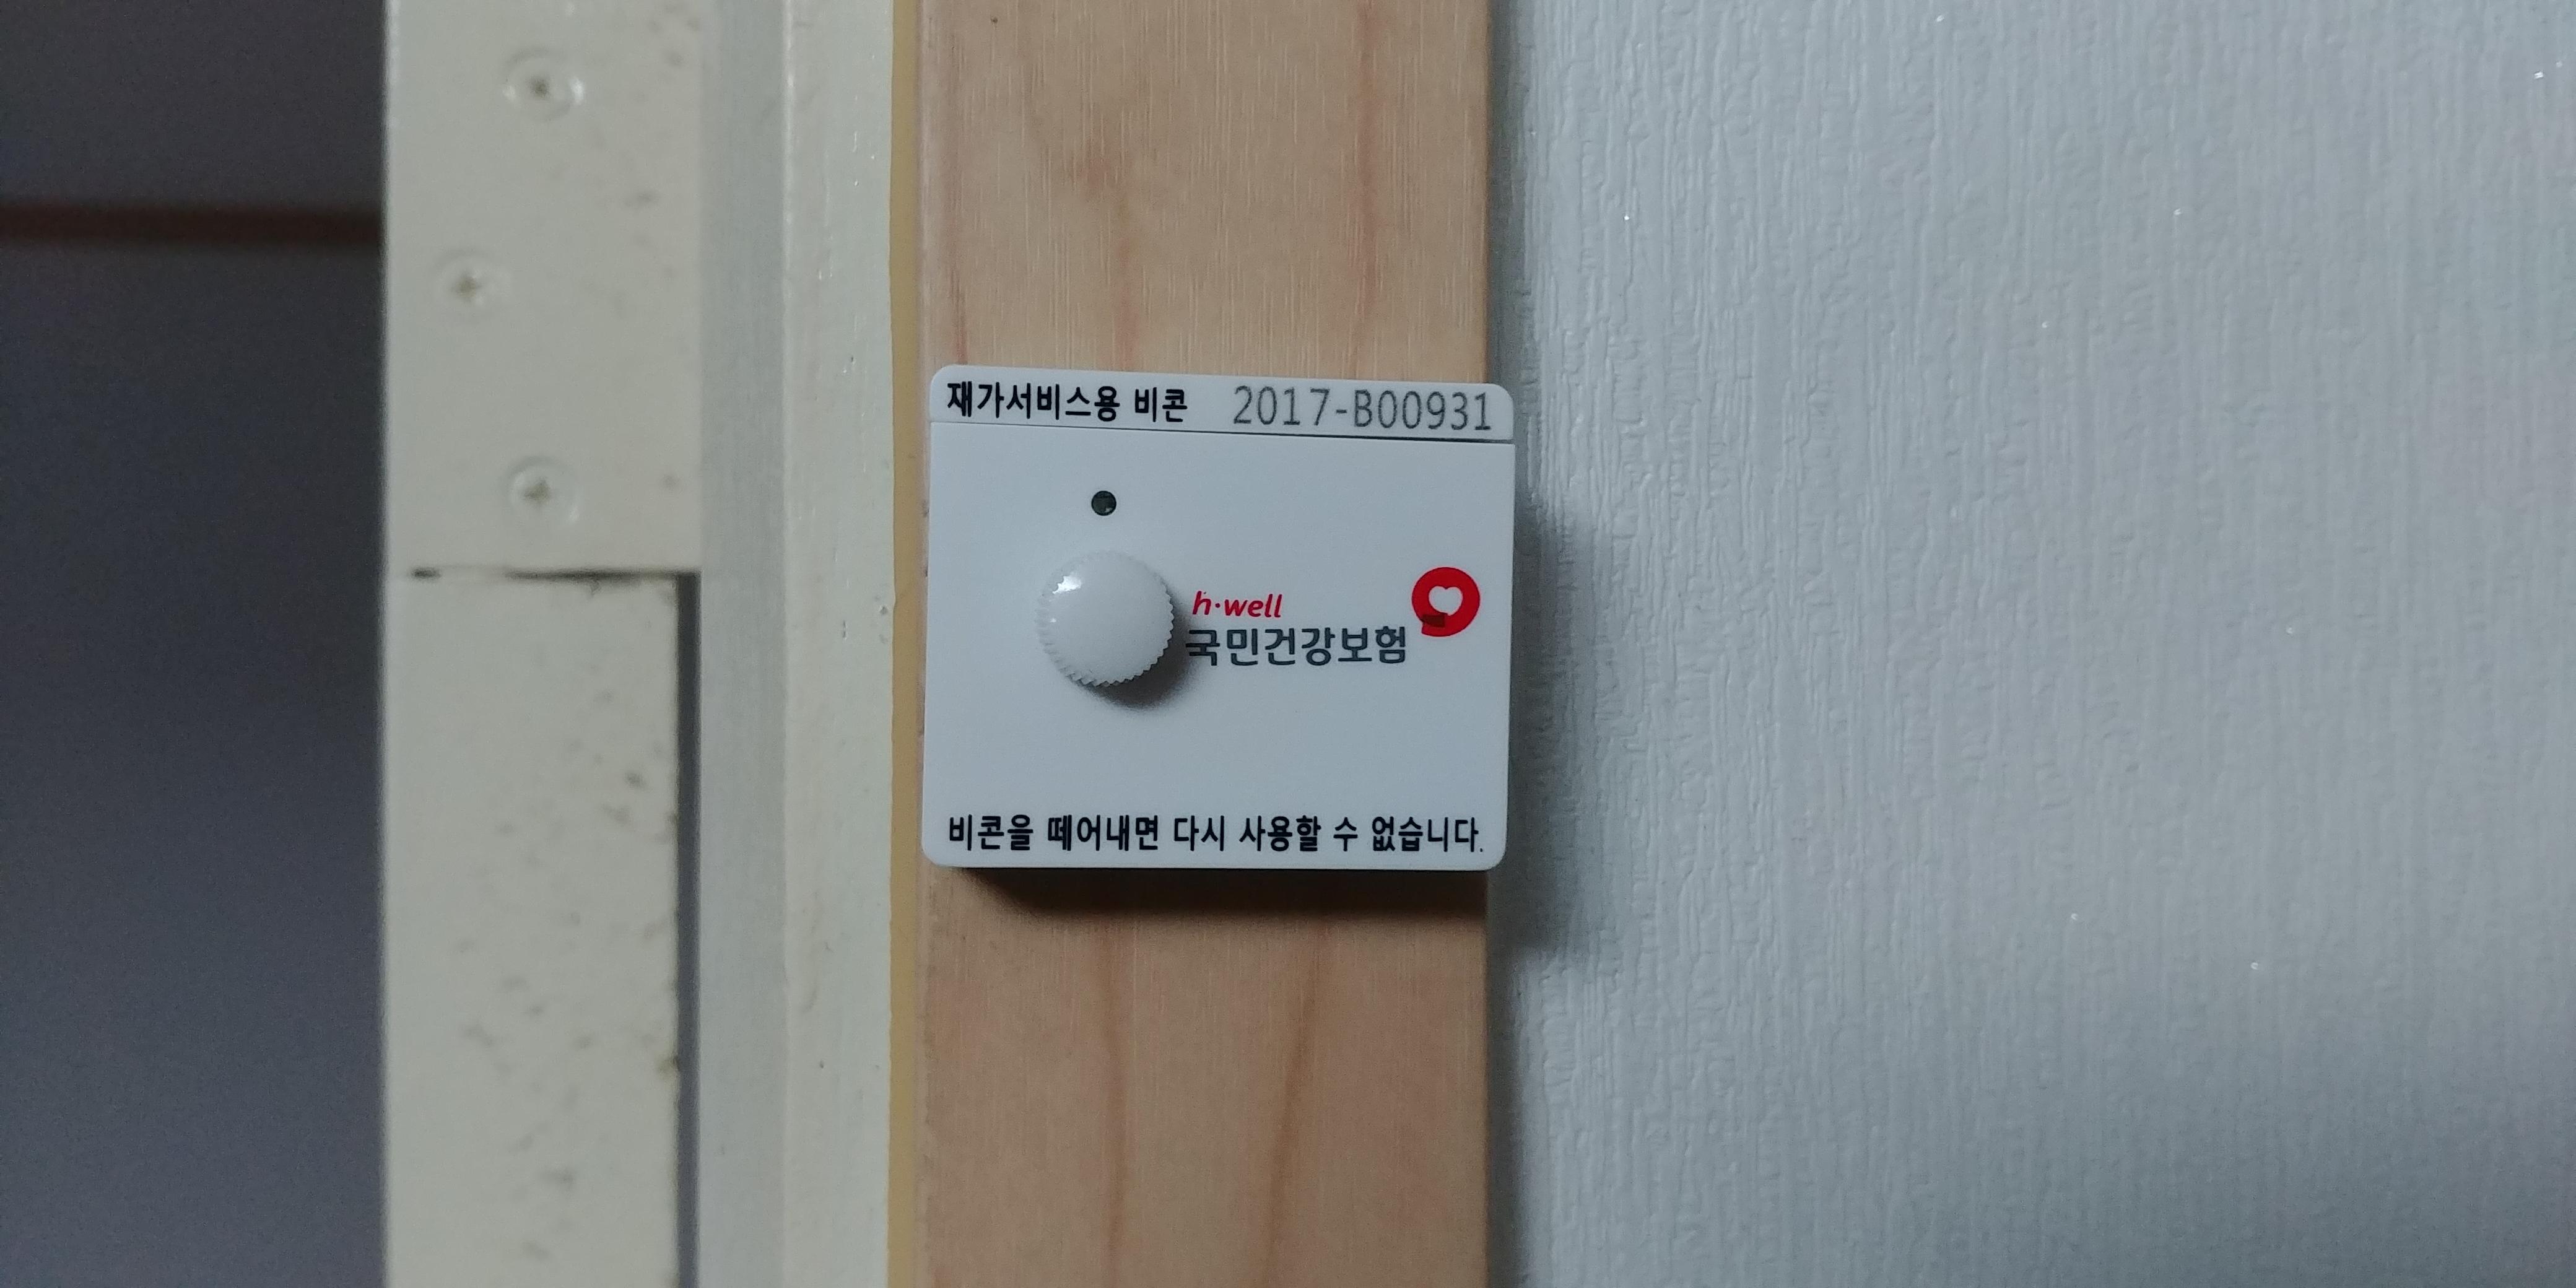 재가서비스용 비콘 2017-B00931
h·well
국민건강보험
비콘을 떼어내면 다시 사용할 수 없습니다.